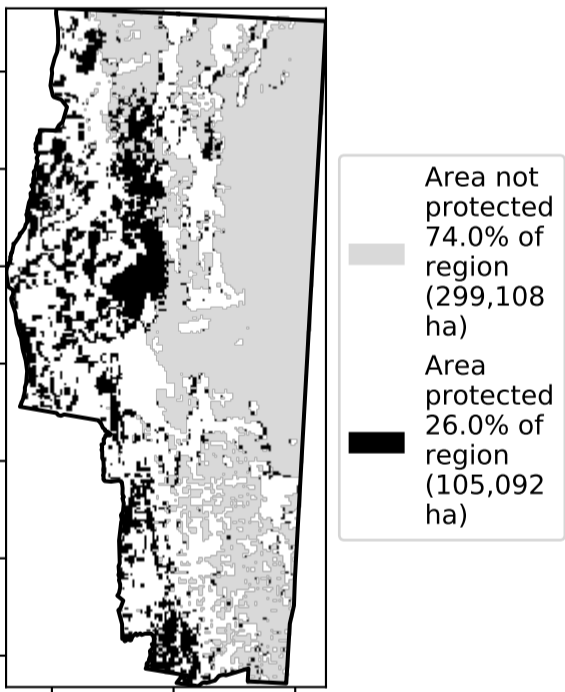 Area not
protected
74.0% of
region
(299,108
ha)
Area
protected
26.0% of
region
(105,092
ha)